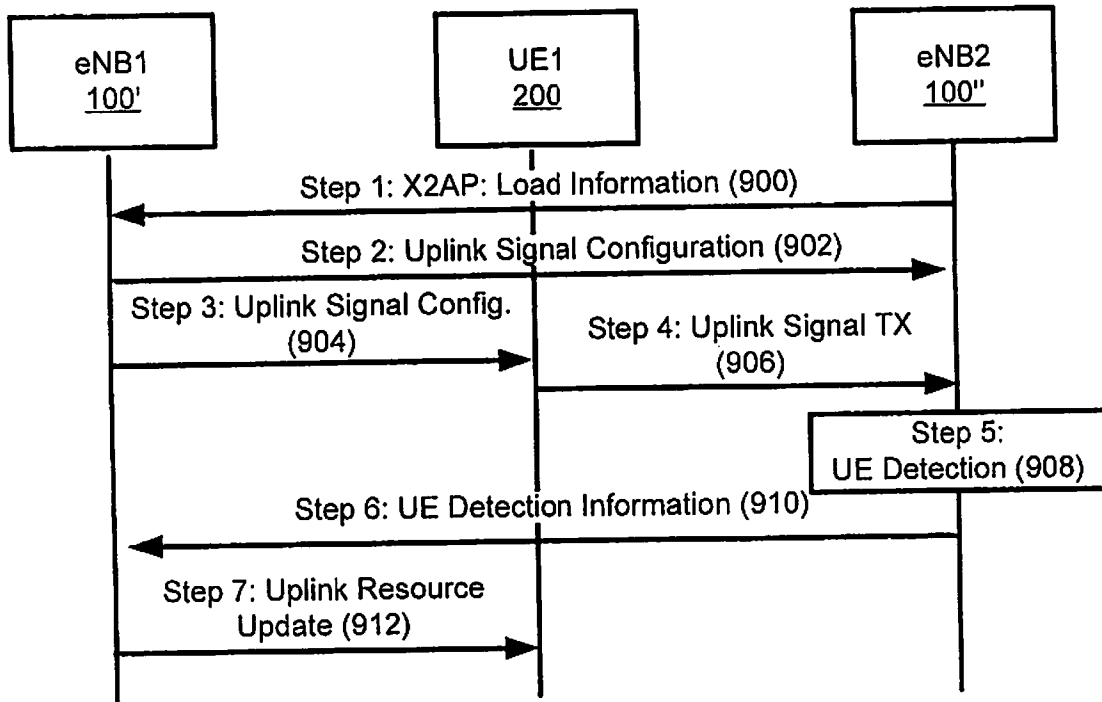 eNB1
100'
UE1
200
eNB2
100"
Step 1: X2AP: Load Information (900)
Step 2: Uplink Signal Configuration (902)
Step 3: Uplink Signal Config.
(904)
Step 4: Uplink Signal TX
(906)
Step 5:
UE Detection (908)
Step 6: UE Detection Information (910)
Step 7: Uplink Resource
Update (912)